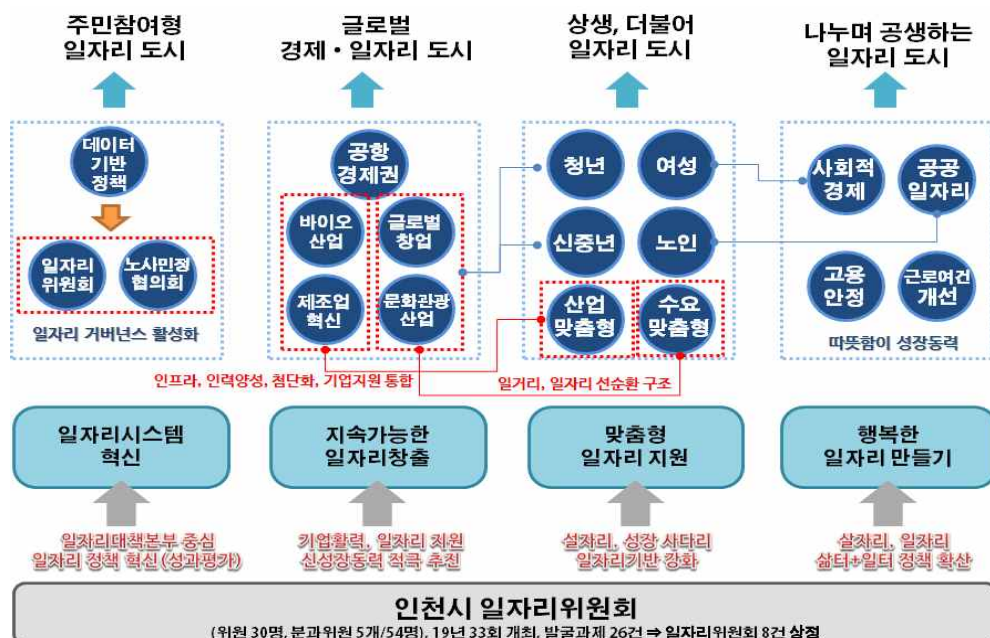 주민참여형
일자리 도시
글로벌
경제·일자리 도시
상생, 더불어
일자리 도시
나누며 공생하는
일자리 도시
데이터
기반
정책
일자리
위원회
노사민정
협의회
일자리 거버넌스 활성화
공항
경제권
바이오
산업
글로벌
창업
제조업
혁신
문화관광
산업
청년
여성
신중년
노인
산업
맞춤형
수요
맞춤형
사회적
경제
공공
일자리
고용
안정
근로여건
개선
따뜻함이 성장동력
인프라, 인력양성, 첨단화, 기업지원 통합
일거리, 일자리 선순환 구조
일자리시스템
혁신
지속가능한
일자리창출
맞춤형
일자리 지원
행복한
일자리 만들기
일자리대책본부 중심
일자리 정책 혁신(성과평가)
기업활력, 일자리 지원
신성장동력 적극 추진
설자리, 성장 사다리
일자리기반 강화
살자리, 일자리
삶터+일터 정책 확산
인천시 일자리위원회
(위원 30명, 분과위원 5개/54명), 19년 33회 개최, 발굴과제 26건 ⇒ 일자리위원회 8건 상정